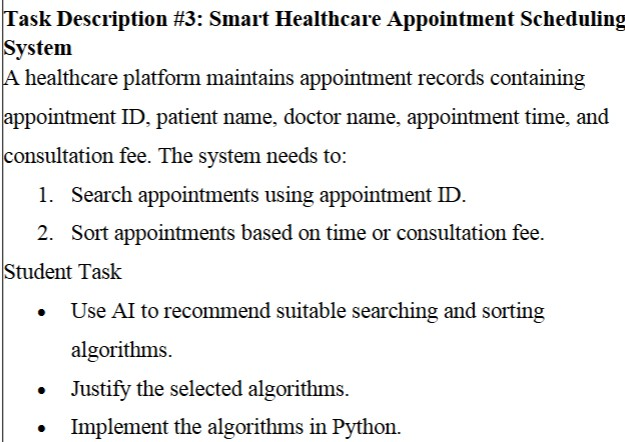 Task Description #3: Smart Healthcare Appointment Scheduling
System
A healthcare platform maintains appointment records containing
appointment ID, patient name, doctor name, appointment time, and
consultation fee. The system needs to:
1. Search appointments using appointment ID.
2. Sort appointments based on time or consultation fee.
Student Task
• Use AI to recommend suitable searching and sorting
algorithms.
• Justify the selected algorithms.
• Implement the algorithms in Python.